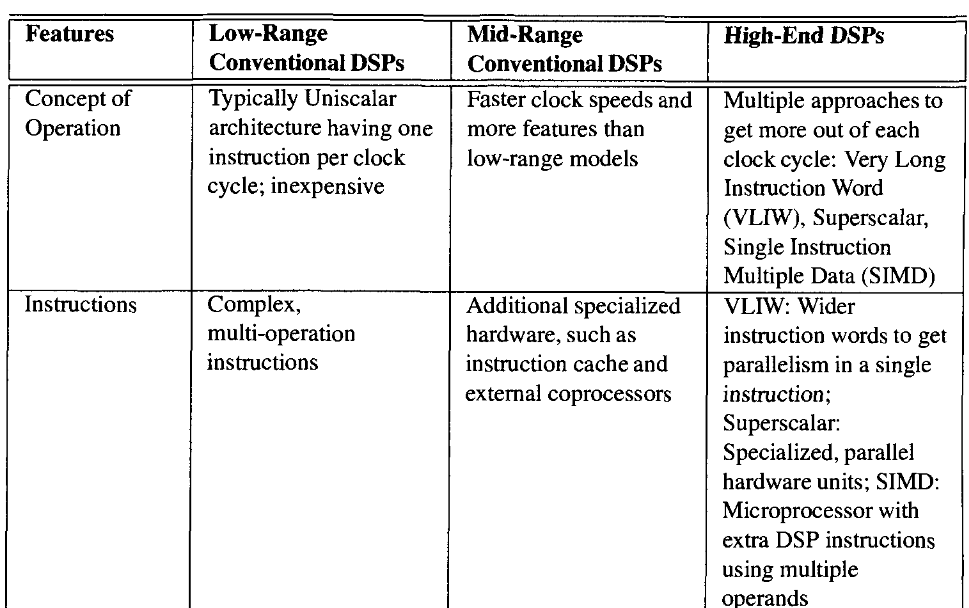 Features
Low-Range
Conventional DSPs
Mid-Range
Conventional DSPs
High-End DSPs
Concept of
Operation
Typically Uniscalar
architecture having one
instruction per clock
cycle; inexpensive
Faster clock speeds and
more features than
low-range models
Multiple approaches to
get more out of each
clock cycle: Very Long
Instruction Word
(VLIW), Superscalar,
Single Instruction
Multiple Data (SIMD)
Instructions
Complex,
multi-operation
instructions
Additional specialized
hardware, such as
instruction cache and
external coprocessors
VLIW: Wider
instruction words to get
parallelism in a single
instruction;
Superscalar:
Specialized, parallel
hardware units; SIMD:
Microprocessor with
extra DSP instructions
using multiple
operands